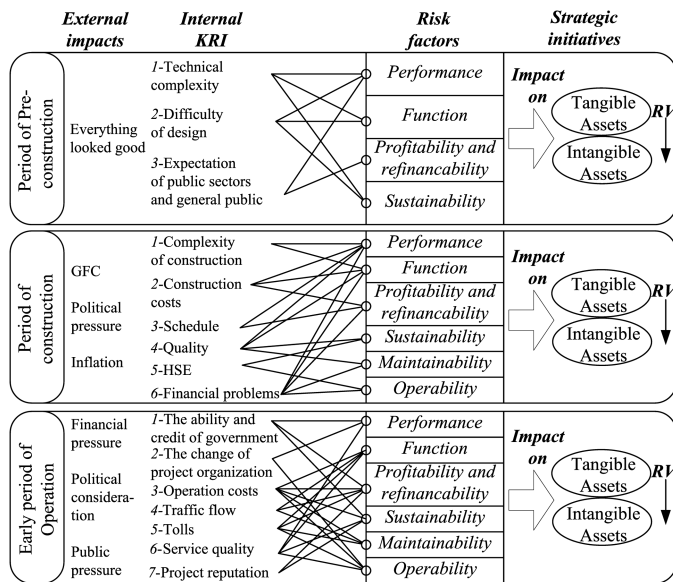 External impacts
Internal KRI
Risk factors
Strategic initiatives
Period of Pre-
construction
Everything
looked good
1-Technical
complexity
2-Difficulty
of design
3-Expectation
of public sectors
and general public
Performance
Function
Profitability and
refinancability
Sustainability
Impact
on
Tangible
Assets
Intangible
Assets
RV
Period of
construction
GFC
Political
pressure
Inflation
1-Complexity
of construction
2-Construction
costs
3-Schedule
4-Quality
5-HSE
6-Financial problems
Performance
Function
Profitability and
refinancability
Sustainability
Maintainability
Operability
Impact
on
Tangible
Assets
Intangible
Assets
RV
Early period of
Operation
Financial
pressure
Political
considera-
tion
Public
pressure
1-The ability and
credit of government
2-The change of
project organization
3-Operation costs
4-Traffic flow
5-Tolls
6-Service quality
7-Project reputation
Performance
Function
Profitability and
refinancability
Sustainability
Maintainability
Operability
Impact
on
Tangible
Assets
Intangible
Assets
RV